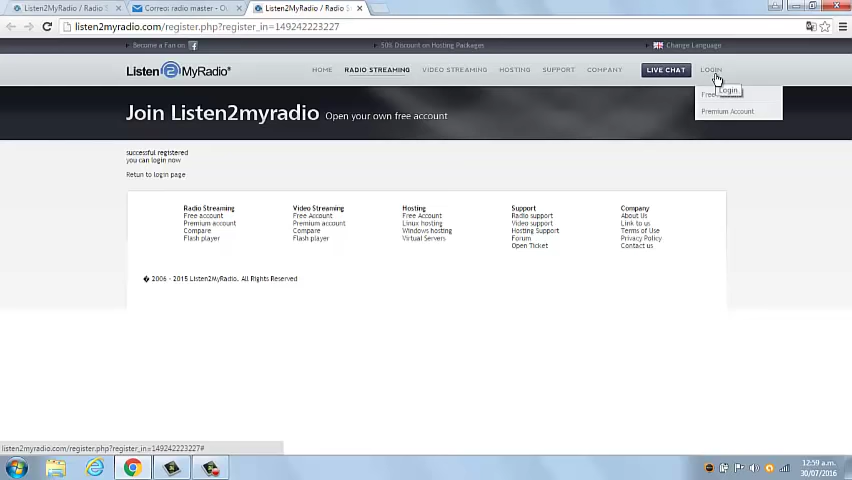 Listen2MyRadio / Radio S
Correo: radio master - O
Listen2MyRadio / Radio S
listen2myradio.com/register.php?register_in=149242223227
Become a Fan on
50% Discount on Hosting Packages
Change Language
Listen 2 MyRadio®
HOME
RADIO STREAMING
VIDEO STREAMING
HOSTING
SUPPORT
COMPANY
LIVE CHAT
LOGIN
Login
Free
Premium Account
Join Listen2myradio Open your own free account
successful registered
you can login now
Retun to login page
Radio Streaming
Free account
Premium account
Compare
Flash player
Video Streaming
Free Account
Premium account
Compare
Flash player
Hosting
Free Account
Linux hosting
Windows hosting
Virtual Servers
Support
Radio support
Video support
Hosting Support
Forum
Open Ticket
Company
About Us
Link to us
Terms of Use
Privacy Policy
Contact us
� 2006 - 2015 Listen2MyRadio. All Rights Reserved
listen2myradio.com/register.php?register_in=149242223227#
12:59 a.m.
30/07/2016